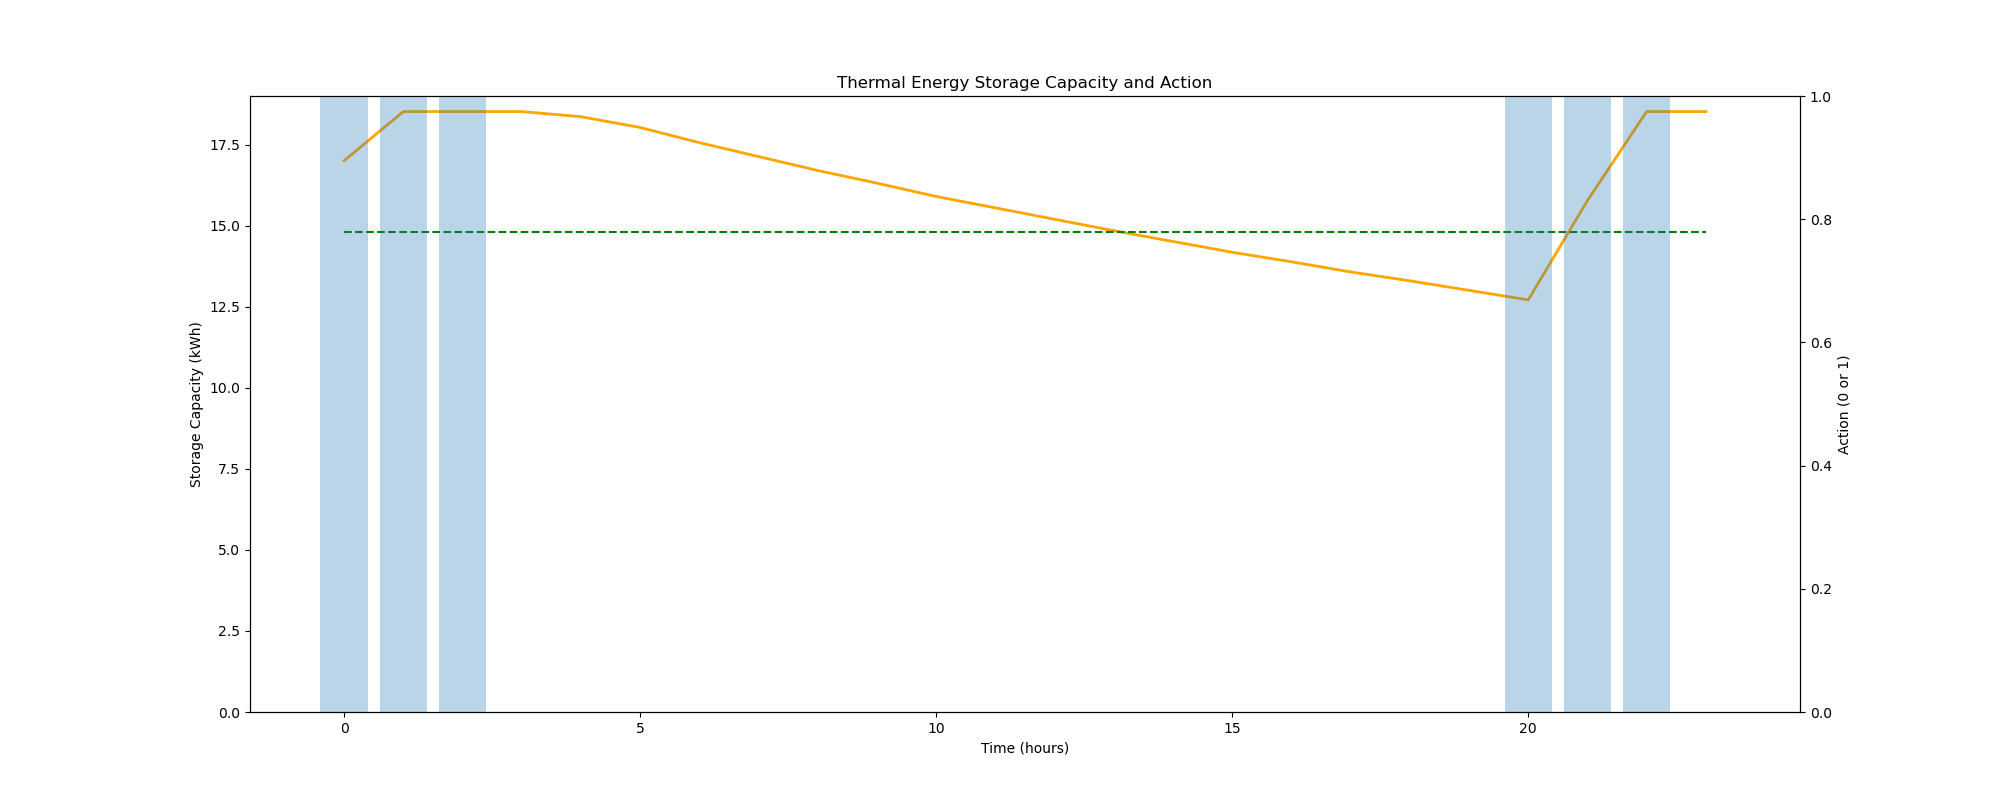 Thermal Energy Storage Capacity and Action
Storage Capacity (kWh)
17.5
15.0
12.5
10.0
7.5
5.0
2.5
0.0
1.0
0.8
0.6
0.4
0.2
0.0
Action (0 or 1)
0 5 10 15 20
Time (hours)